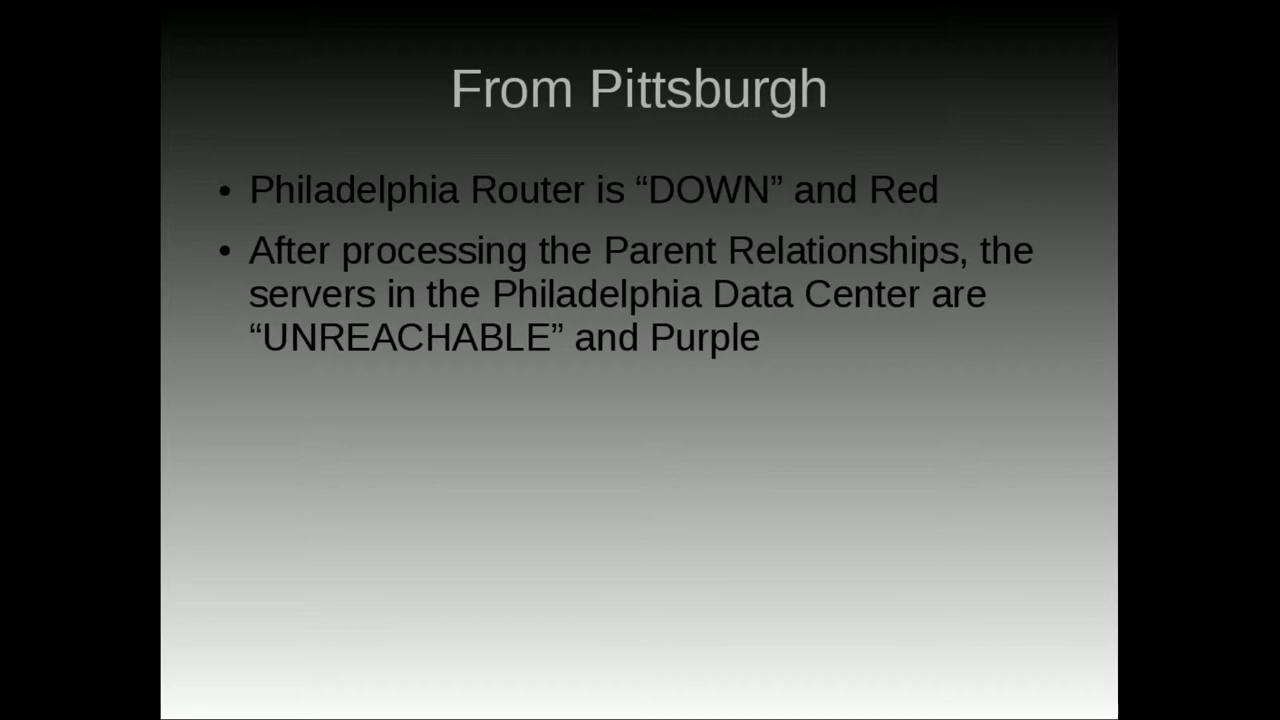 From Pittsburgh
• Philadelphia Router is “DOWN” and Red
• After processing the Parent Relationships, the
servers in the Philadelphia Data Center are
“UNREACHABLE” and Purple